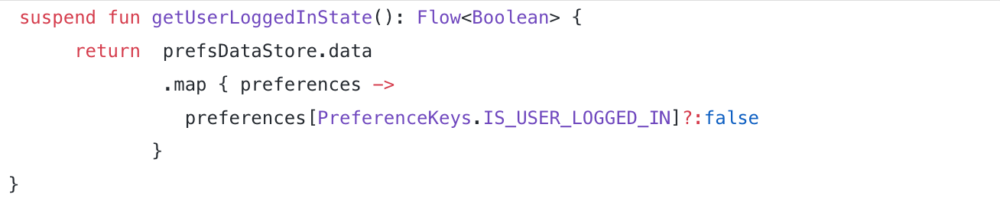 suspend fun getUserLoggedInState(): Flow<Boolean> {
return  prefsDataStore.data
.map { preferences ->
preferences[PreferenceKeys.IS_USER_LOGGED_IN]?:false
}
}